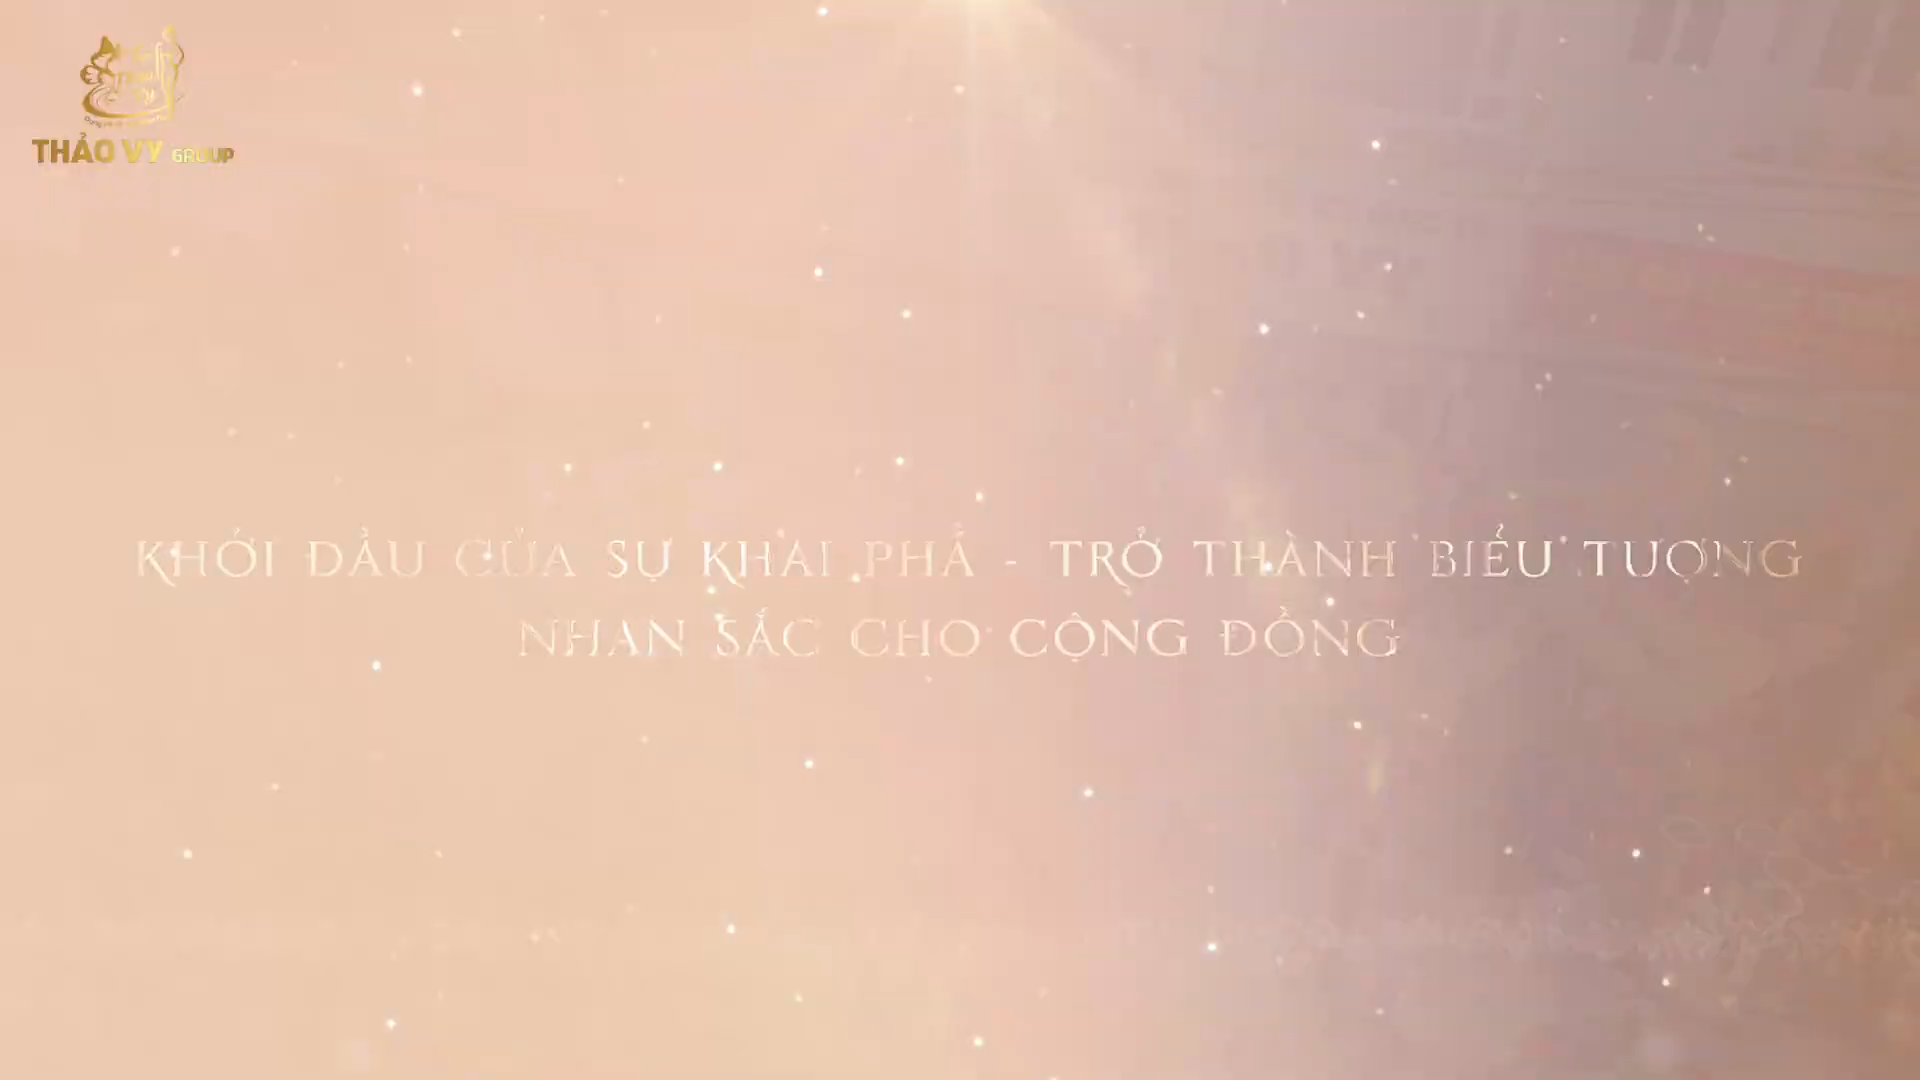 THẢO VY GROUP
KHỞI ĐẦU CỦA SỰ KHAI PHÁ - TRỞ THÀNH BIỂU TƯỢNG
NHAN SẮC CHO CỘNG ĐỒNG